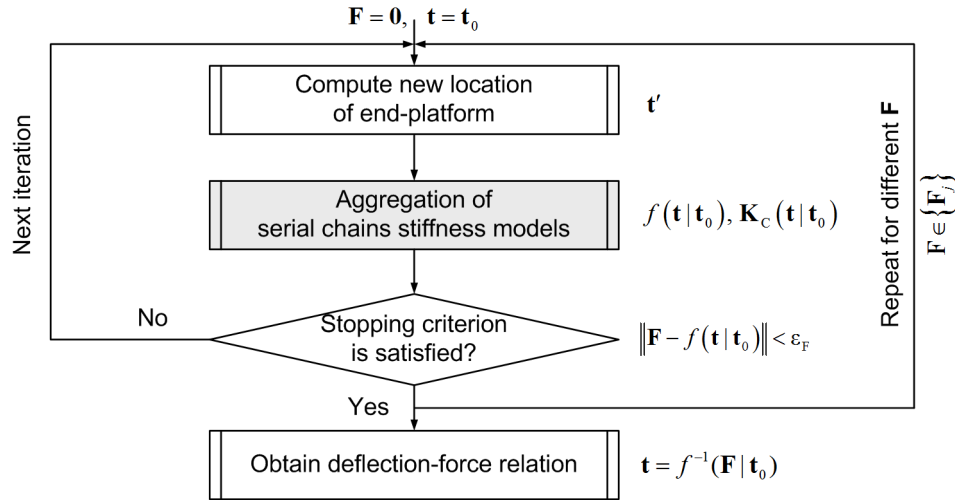 F = 0, t = t₀
Compute new location
of end-platform
t′
Aggregation of
serial chains stiffness models
f(t | t₀), K_C(t | t₀)
Next iteration
Repeat for different F
F ∈ {F_j}
No
Stopping criterion
is satisfied?
‖F − f(t | t₀)‖ < ε_F
Yes
Obtain deflection-force relation
t = f⁻¹(F | t₀)